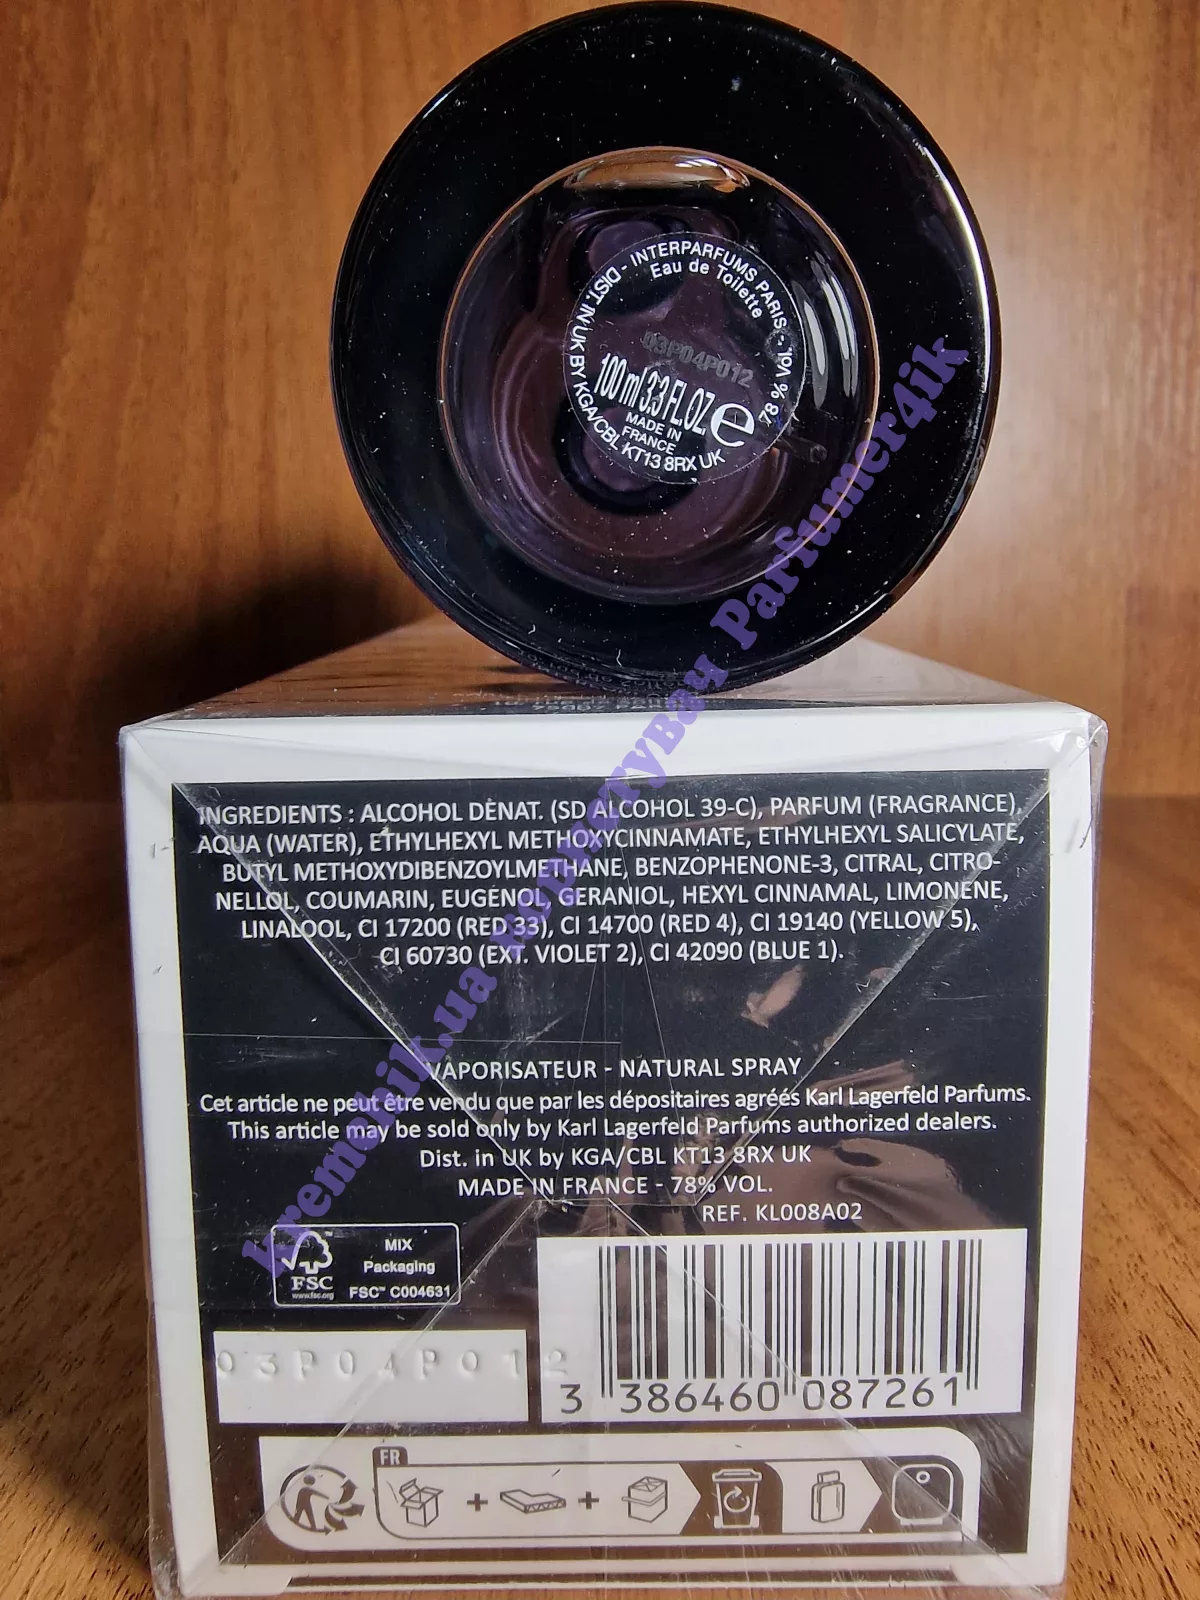 DIST. IN UK BY KGA/CBL KT13 8RX UK
- INTERPARFUMS PARIS - 78 % Vol.
Eau de Toilette
03P04P012
100 ml 3.3 FL.OZ. e
MADE IN
FRANCE
INGREDIENTS : ALCOHOL DENAT. (SD ALCOHOL 39-C), PARFUM (FRAGRANCE),
AQUA (WATER), ETHYLHEXYL METHOXYCINNAMATE, ETHYLHEXYL SALICYLATE,
BUTYL METHOXYDIBENZOYLMETHANE, BENZOPHENONE-3, CITRAL, CITRO-
NELLOL, COUMARIN, EUGENOL, GERANIOL, HEXYL CINNAMAL, LIMONENE,
LINALOOL, CI 17200 (RED 33), CI 14700 (RED 4), CI 19140 (YELLOW 5),
CI 60730 (EXT. VIOLET 2), CI 42090 (BLUE 1).
VAPORISATEUR - NATURAL SPRAY
Cet article ne peut être vendu que par les dépositaires agréés Karl Lagerfeld Parfums.
This article may be sold only by Karl Lagerfeld Parfums authorized dealers.
Dist. in UK by KGA/CBL KT13 8RX UK
MADE IN FRANCE - 78% VOL.
REF. KL008A02
FSC
www.fsc.org
MIX
Packaging
FSC™ C004631
03P04P012
3 386460 087261
FR
kremchik.ua Parfumer4ik